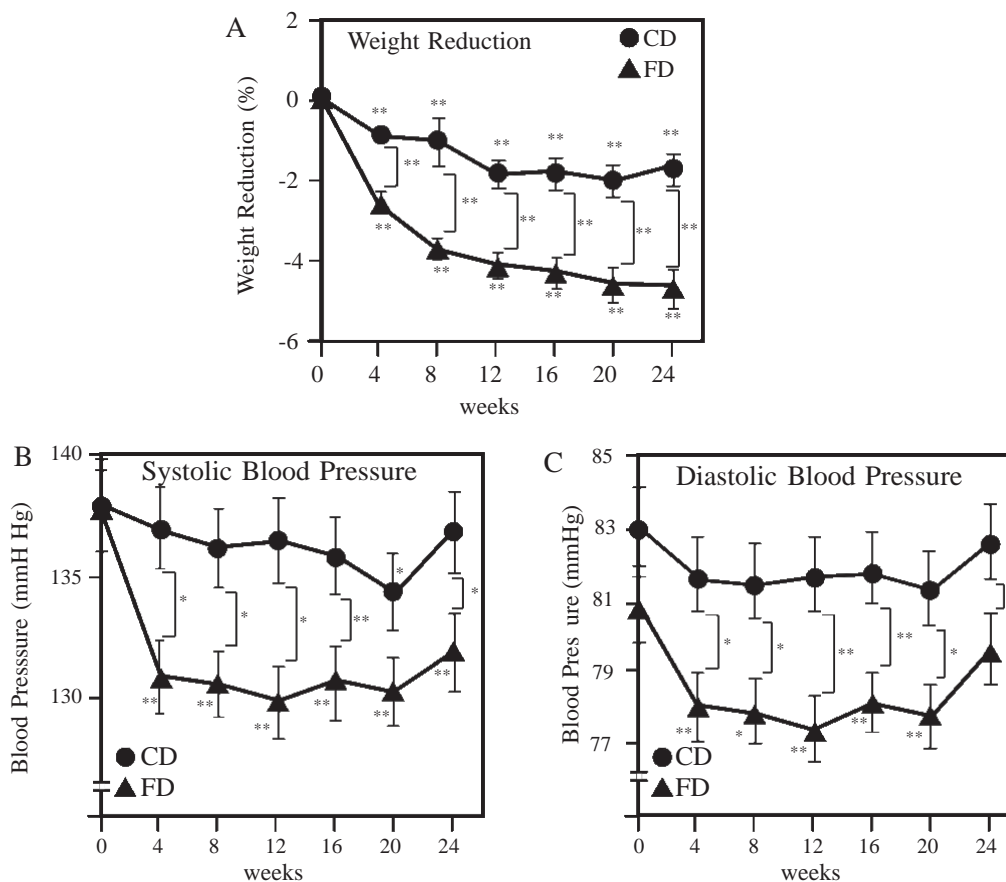 A
Weight Reduction
CD
FD
Weight Reduction (%)
2
0
-2
-4
-6
** ** ** ** ** **
** ** ** ** ** **
** ** ** ** ** **
0 4 8 12 16 20 24
weeks
B
Systolic Blood Pressure
Blood Presssure (mmH Hg)
140
135
130
*
* * * ** *
** ** ** ** ** **
CD
FD
0 4 8 12 16 20 24
weeks
C
Diastolic Blood Pressure
Blood Pres ure (mmHg)
85
83
81
79
77
* * ** ** *
** * ** ** **
CD
FD
0 4 8 12 16 20 24
weeks